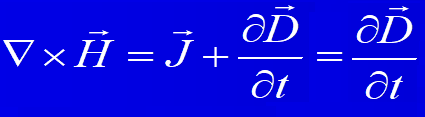 ∇ × H⃗ = J⃗ + ∂D⃗/∂t = ∂D⃗/∂t